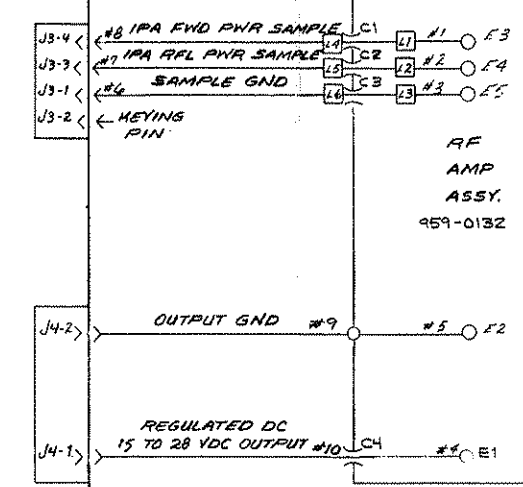 J3-4 #8 IPA FWD PWR SAMPLE L4 C1 L1 #1 E3
J3-3 #7 IPA RFL PWR SAMPLE L5 C2 L2 #2 E4
J3-1 #6 SAMPLE GND L6 C3 L3 #3 E5
J3-2 KEYING
PIN
RF
AMP
ASSY.
959-0132
J4-2 OUTPUT GND #9 #5 E2
REGULATED DC
J4-1 15 TO 28 VDC OUTPUT #10 C4 #4 E1